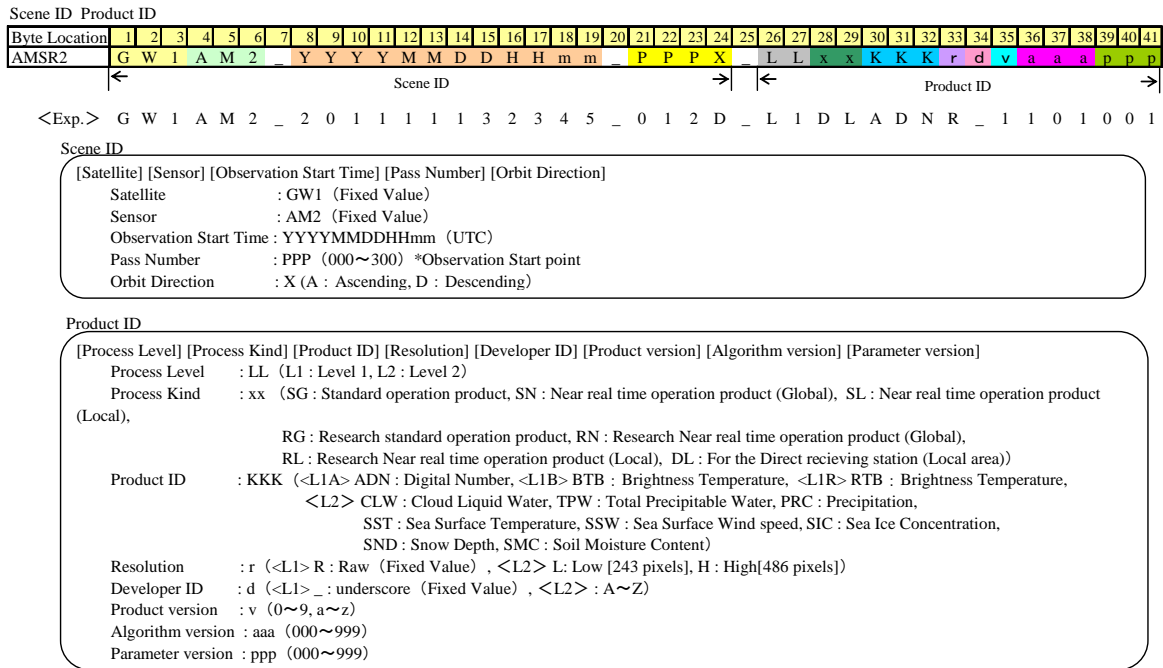 Scene ID Product ID
Byte Location 1 2 3 4 5 6 7 8 9 10 11 12 13 14 15 16 17 18 19 20 21 22 23 24 25 26 27 28 29 30 31 32 33 34 35 36 37 38 39 40 41
AMSR2 G W 1 A M 2 _ Y Y Y Y M M D D H H m m _ P P P X _ L L x x K K K r d v a a a p p p
Scene ID Product ID
<Exp.> G W 1 A M 2 _ 2 0 1 1 1 1 1 3 2 3 4 5 _ 0 1 2 D _ L 1 D L A D N R _ 1 1 0 1 0 0 1
Scene ID
[Satellite] [Sensor] [Observation Start Time] [Pass Number] [Orbit Direction]
Satellite : GW1（Fixed Value）
Sensor : AM2（Fixed Value）
Observation Start Time : YYYYMMDDHHmm（UTC）
Pass Number : PPP（000～300）*Observation Start point
Orbit Direction : X (A：Ascending, D：Descending）
Product ID
[Process Level] [Process Kind] [Product ID] [Resolution] [Developer ID] [Product version] [Algorithm version] [Parameter version]
Process Level : LL（L1 : Level 1, L2 : Level 2）
Process Kind : xx （SG : Standard operation product, SN : Near real time operation product (Global), SL : Near real time operation product
(Local),
RG : Research standard operation product, RN : Research Near real time operation product (Global),
RL : Research Near real time operation product (Local), DL : For the Direct recieving station (Local area)）
Product ID : KKK（<L1A> ADN : Digital Number, <L1B> BTB：Brightness Temperature, <L1R> RTB：Brightness Temperature,
＜L2＞ CLW : Cloud Liquid Water, TPW : Total Precipitable Water, PRC : Precipitation,
SST : Sea Surface Temperature, SSW : Sea Surface Wind speed, SIC : Sea Ice Concentration,
SND : Snow Depth, SMC : Soil Moisture Content）
Resolution : r（<L1> R : Raw（Fixed Value）, ＜L2＞ L: Low [243 pixels], H : High[486 pixels]）
Developer ID : d（<L1> _ : underscore（Fixed Value）, ＜L2＞ : A～Z）
Product version : v（0～9, a～z）
Algorithm version : aaa（000～999）
Parameter version : ppp（000～999）